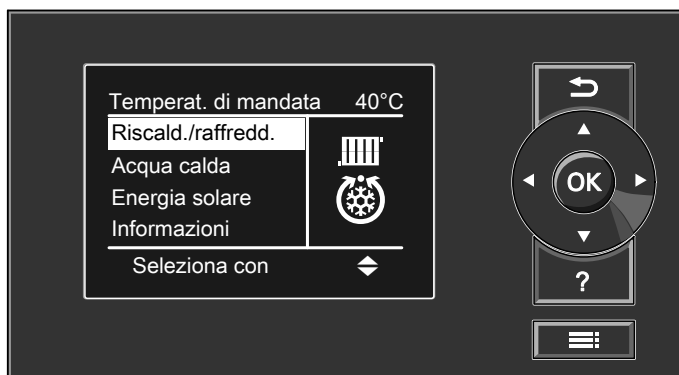 Temperat. di mandata 40°C
Riscald./raffredd.
Acqua calda
Energia solare
Informazioni
Seleziona con
OK
?